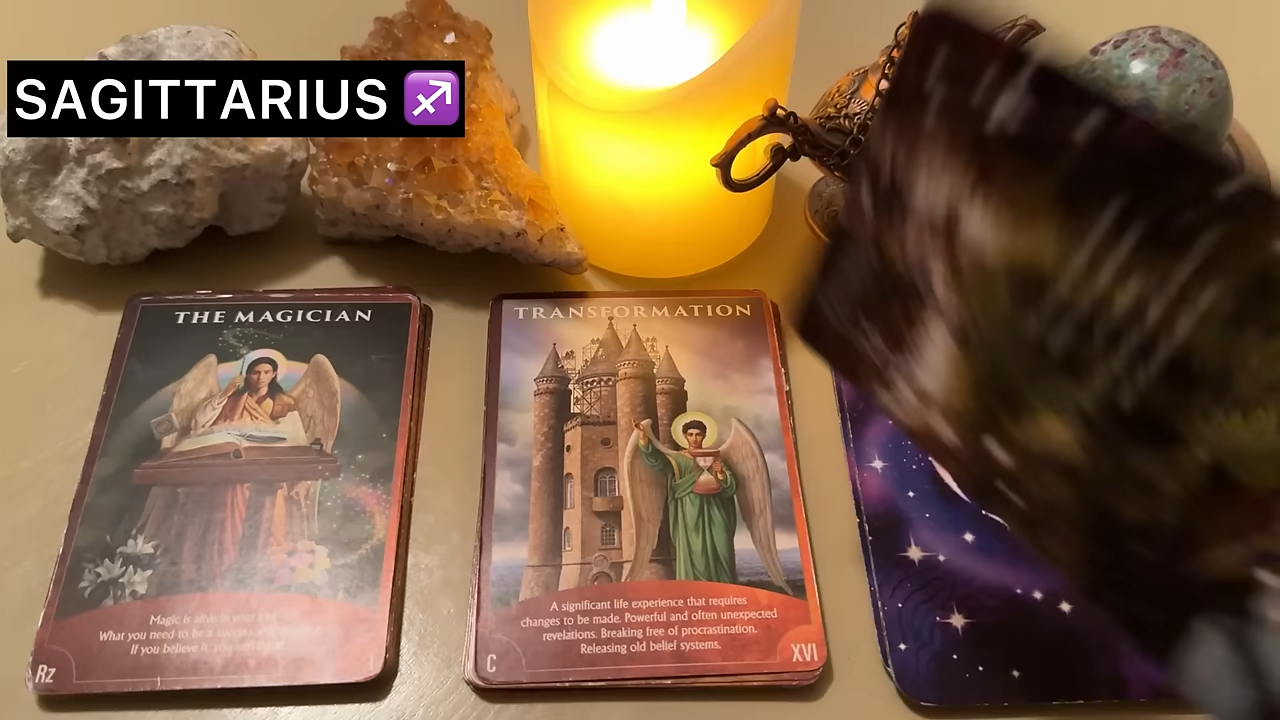 SAGITTARIUS ♐
THE MAGICIAN
Magic is alive in your
What you need to be a success
If you believe it, you
Rz
I
TRANSFORMATION
A significant life experience that requires
changes to be made. Powerful and often unexpected
revelations. Breaking free of procrastination.
Releasing old belief systems.
C
XVI